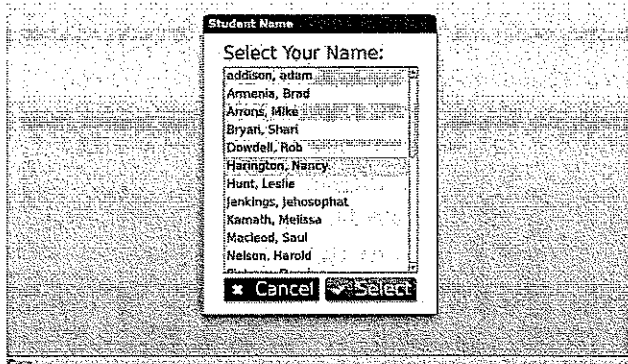 Student Name
Select Your Name:
addison, adam
Armenia, Brad
Arrons, Mike
Bryan, Shari
Dowdell, Rob
Harington, Nancy
Hunt, Leslie
Jenkings, Jehosophat
Kamath, Melissa
Macleod, Saul
Nelson, Harold
Cancel Select